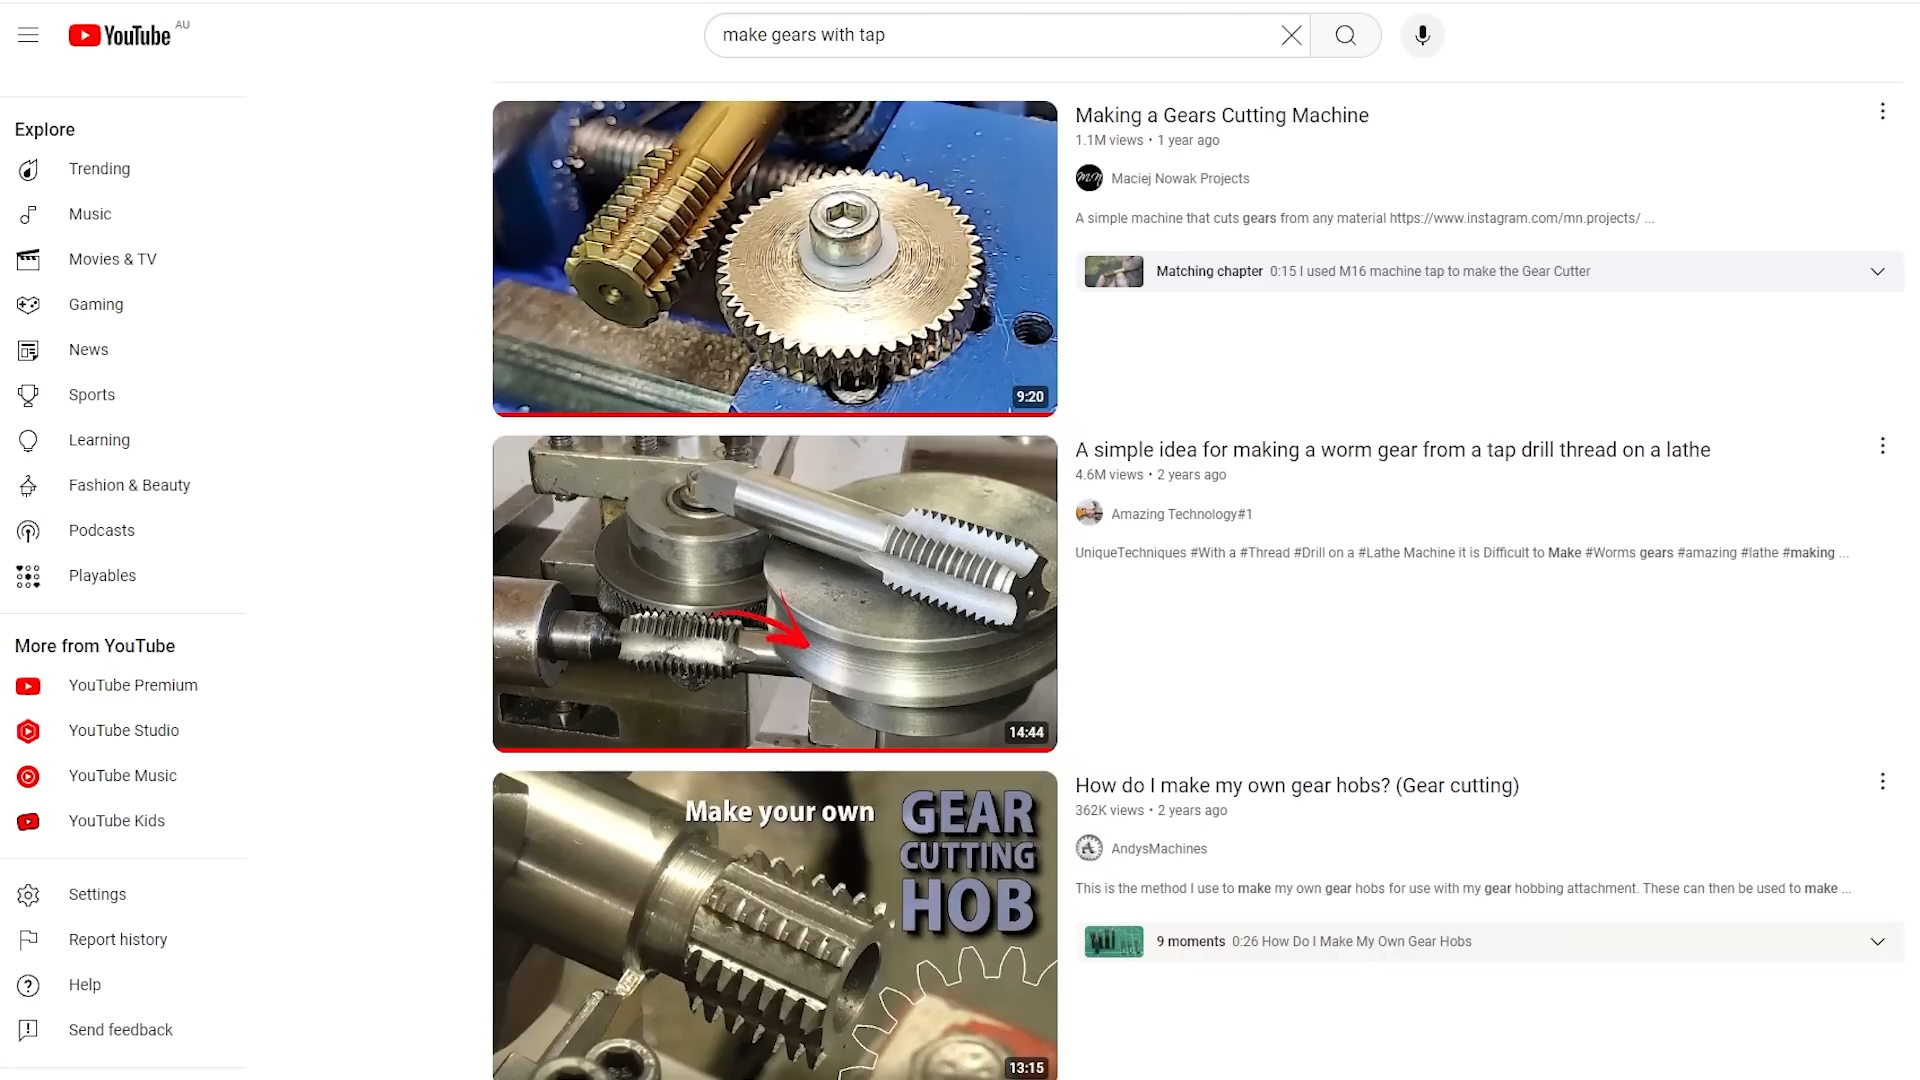 YouTube AU
make gears with tap
Explore
Trending
Music
Movies & TV
Gaming
News
Sports
Learning
Fashion & Beauty
Podcasts
Playables
More from YouTube
YouTube Premium
YouTube Studio
YouTube Music
YouTube Kids
Settings
Report history
Help
Send feedback
9:20
Making a Gears Cutting Machine
1.1M views • 1 year ago
Maciej Nowak Projects
A simple machine that cuts gears from any material https://www.instagram.com/mn.projects/ ...
Matching chapter 0:15 I used M16 machine tap to make the Gear Cutter
14:44
A simple idea for making a worm gear from a tap drill thread on a lathe
4.6M views • 2 years ago
Amazing Technology#1
UniqueTechniques #With a #Thread #Drill on a #Lathe Machine it is Difficult to Make #Worms gears #amazing #lathe #making ...
Make your own
GEAR
CUTTING
HOB
13:15
How do I make my own gear hobs? (Gear cutting)
362K views • 2 years ago
AndysMachines
This is the method I use to make my own gear hobs for use with my gear hobbing attachment. These can then be used to make ...
9 moments 0:26 How Do I Make My Own Gear Hobs